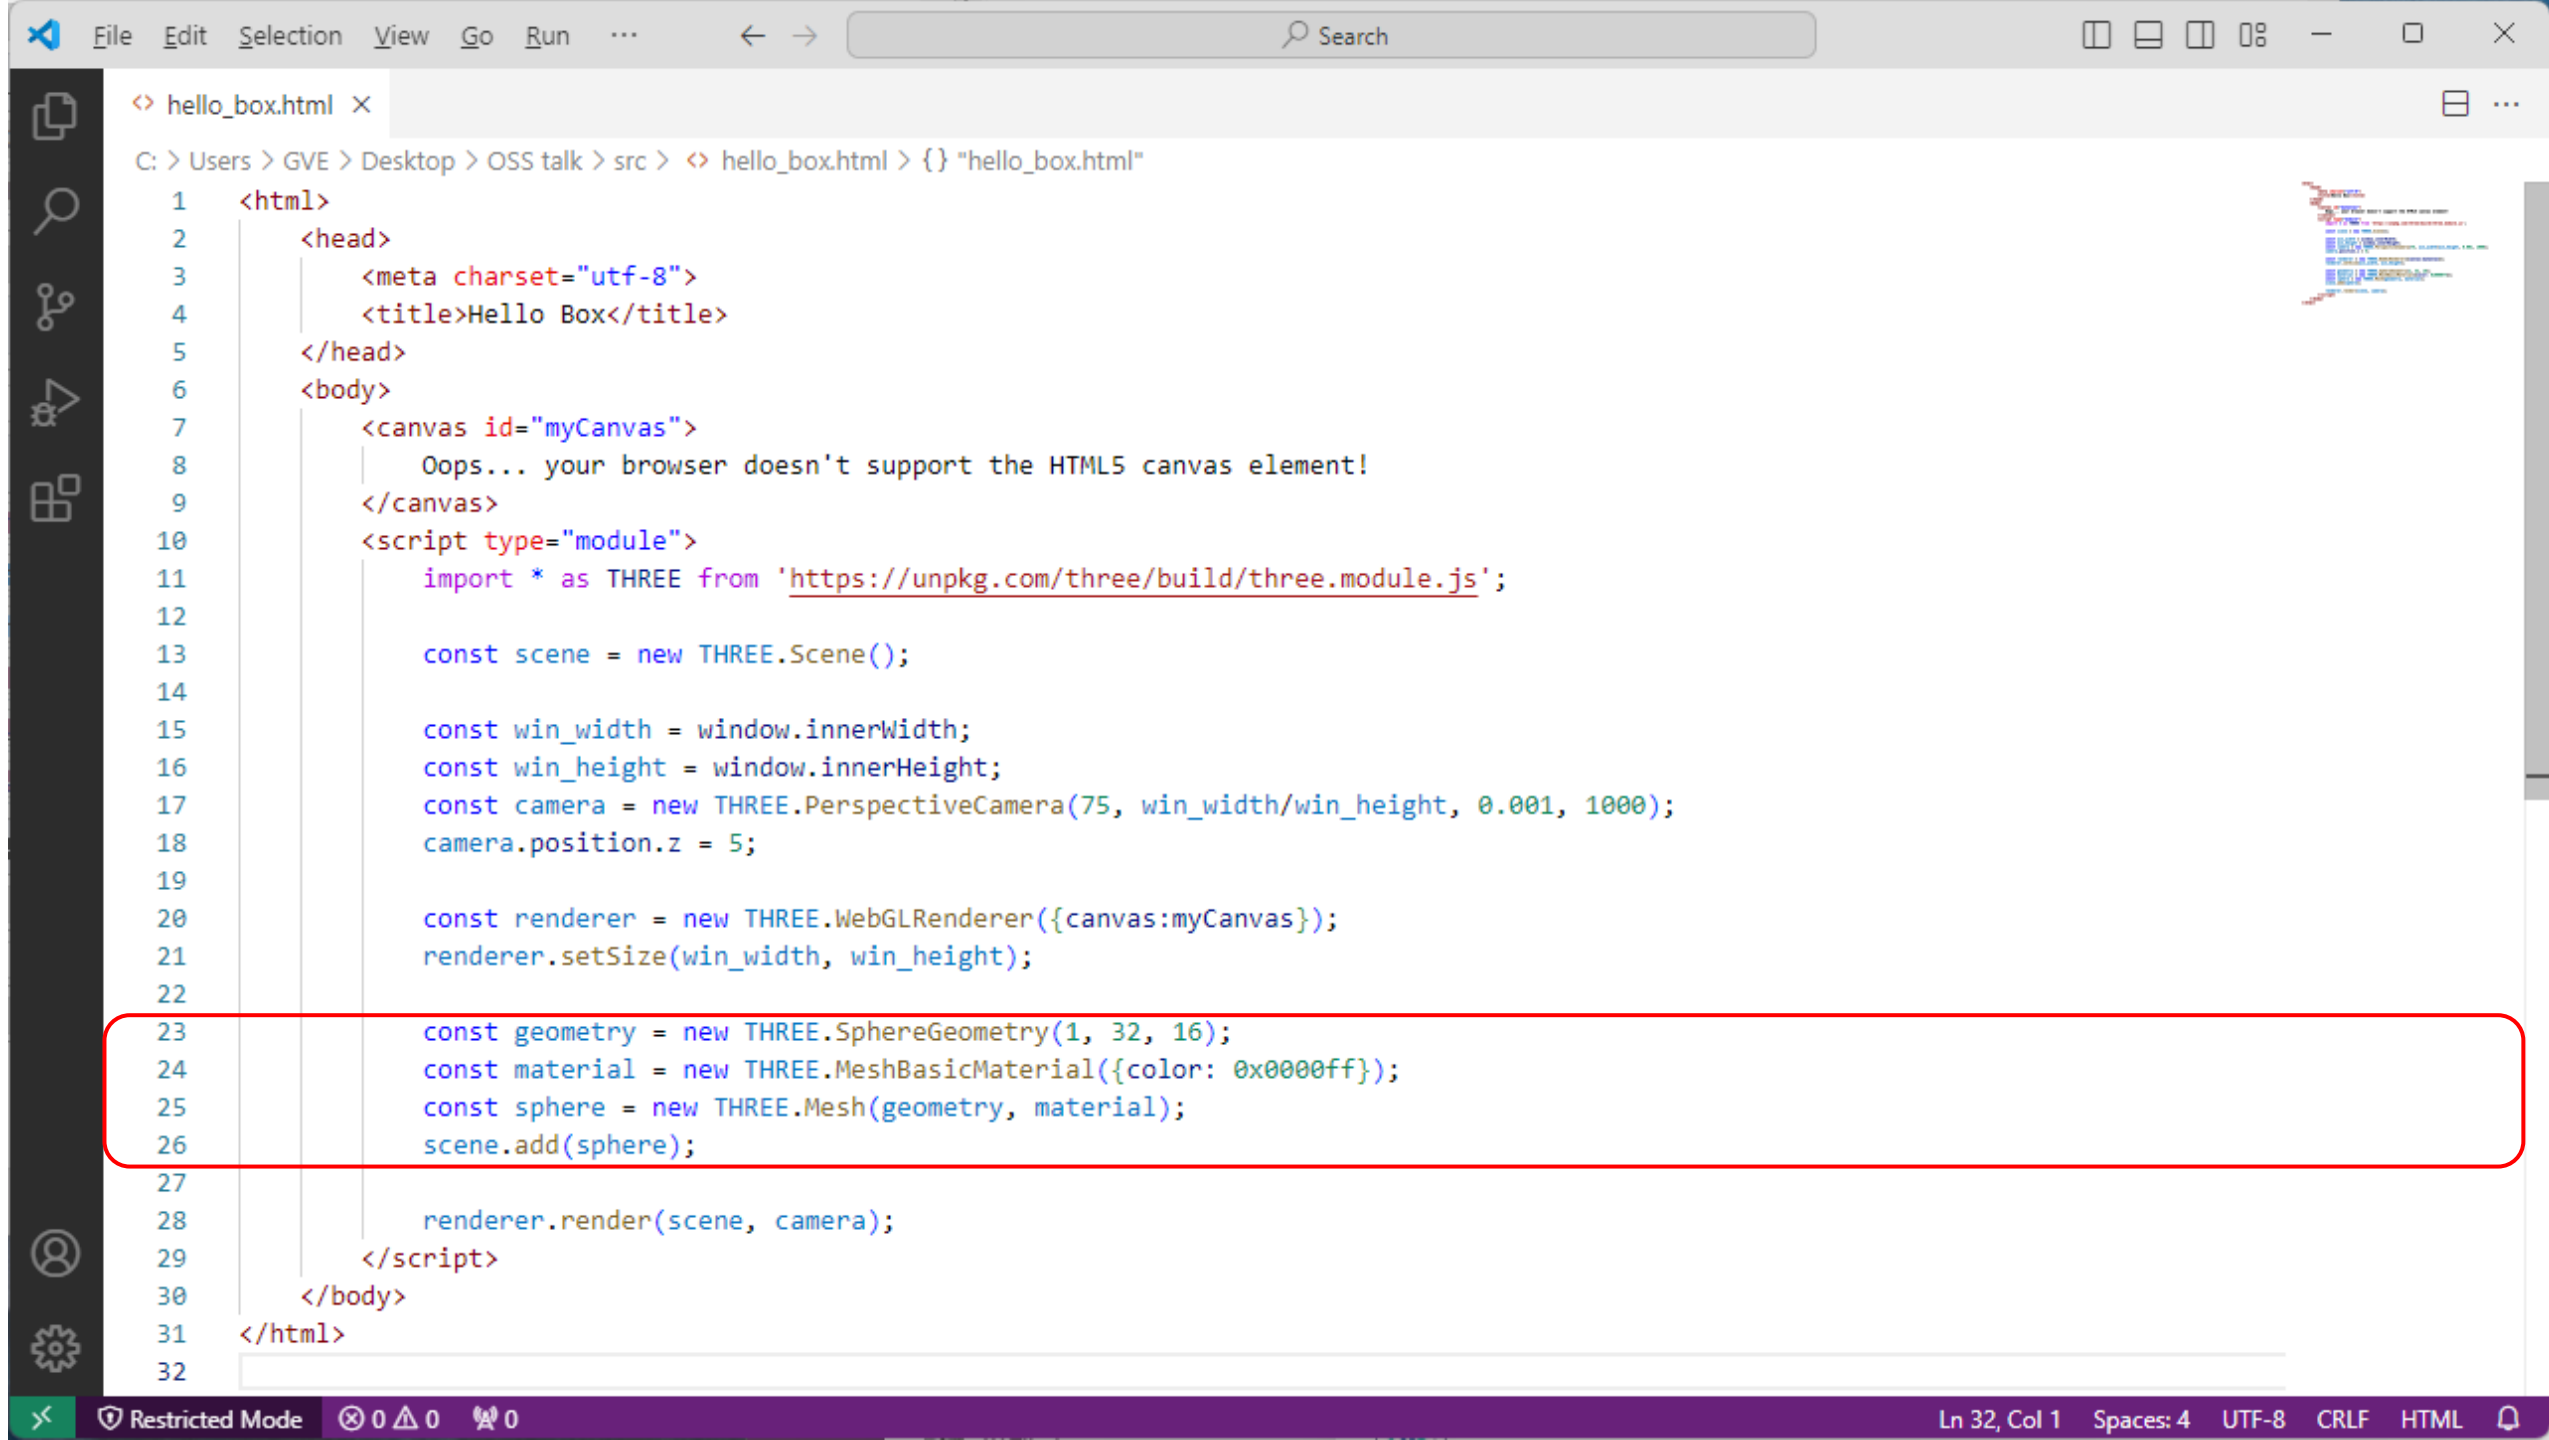 File Edit Selection View Go Run ··· Search
hello_box.html
C: > Users > GVE > Desktop > OSS talk > src > <> hello_box.html > {} "hello_box.html"
1 <html>
2 <head>
3 <meta charset="utf-8">
4 <title>Hello Box</title>
5 </head>
6 <body>
7 <canvas id="myCanvas">
8 Oops... your browser doesn't support the HTML5 canvas element!
9 </canvas>
10 <script type="module">
11 import * as THREE from 'https://unpkg.com/three/build/three.module.js';
12
13 const scene = new THREE.Scene();
14
15 const win_width = window.innerWidth;
16 const win_height = window.innerHeight;
17 const camera = new THREE.PerspectiveCamera(75, win_width/win_height, 0.001, 1000);
18 camera.position.z = 5;
19
20 const renderer = new THREE.WebGLRenderer({canvas:myCanvas});
21 renderer.setSize(win_width, win_height);
22
23 const geometry = new THREE.SphereGeometry(1, 32, 16);
24 const material = new THREE.MeshBasicMaterial({color: 0x0000ff});
25 const sphere = new THREE.Mesh(geometry, material);
26 scene.add(sphere);
27
28 renderer.render(scene, camera);
29 </script>
30 </body>
31 </html>
32
Restricted Mode 0 0 0 Ln 32, Col 1 Spaces: 4 UTF-8 CRLF HTML